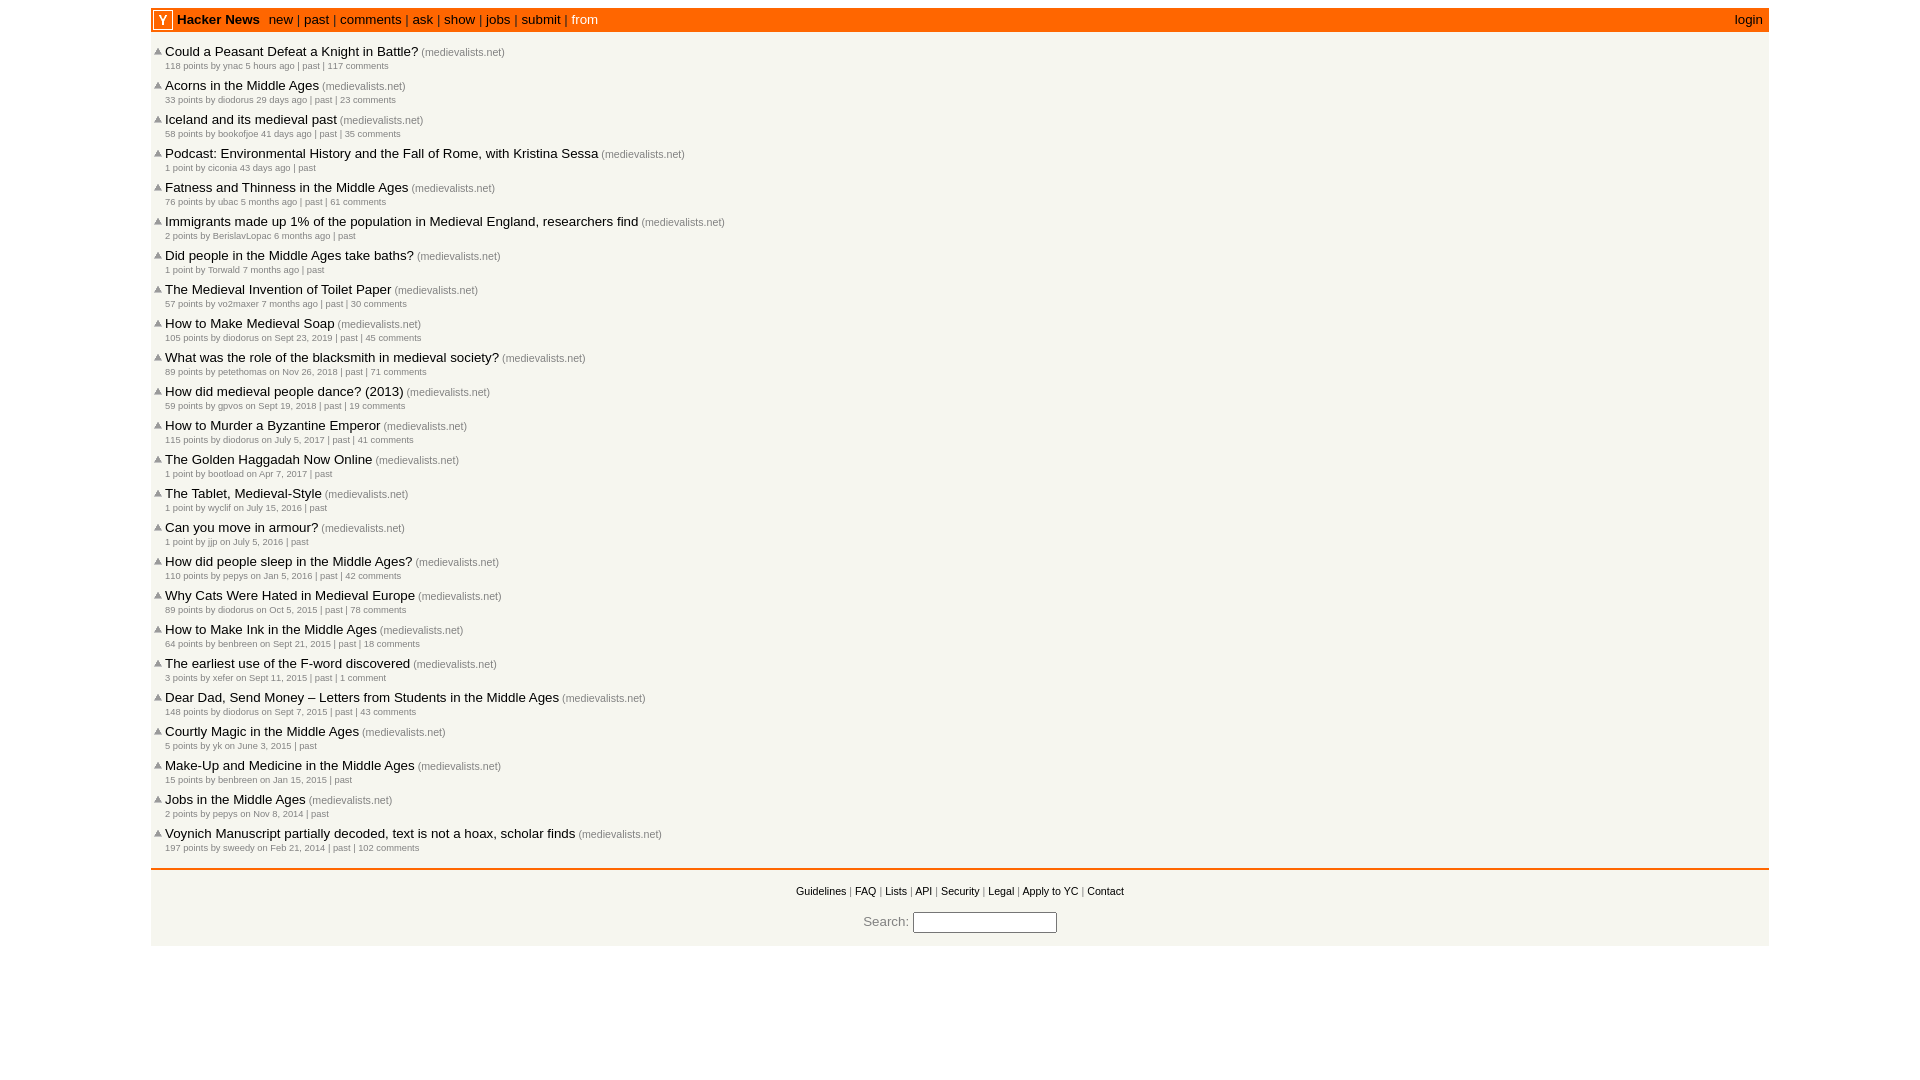 Y Hacker News new | past | comments | ask | show | jobs | submit | from login
Could a Peasant Defeat a Knight in Battle? (medievalists.net)
118 points by ynac 5 hours ago | past | 117 comments
Acorns in the Middle Ages (medievalists.net)
33 points by diodorus 29 days ago | past | 23 comments
Iceland and its medieval past (medievalists.net)
58 points by bookofjoe 41 days ago | past | 35 comments
Podcast: Environmental History and the Fall of Rome, with Kristina Sessa (medievalists.net)
1 point by ciconia 43 days ago | past
Fatness and Thinness in the Middle Ages (medievalists.net)
76 points by ubac 5 months ago | past | 61 comments
Immigrants made up 1% of the population in Medieval England, researchers find (medievalists.net)
2 points by BerislavLopac 6 months ago | past
Did people in the Middle Ages take baths? (medievalists.net)
1 point by Torwald 7 months ago | past
The Medieval Invention of Toilet Paper (medievalists.net)
57 points by vo2maxer 7 months ago | past | 30 comments
How to Make Medieval Soap (medievalists.net)
105 points by diodorus on Sept 23, 2019 | past | 45 comments
What was the role of the blacksmith in medieval society? (medievalists.net)
89 points by petethomas on Nov 26, 2018 | past | 71 comments
How did medieval people dance? (2013) (medievalists.net)
59 points by gpvos on Sept 19, 2018 | past | 19 comments
How to Murder a Byzantine Emperor (medievalists.net)
115 points by diodorus on July 5, 2017 | past | 41 comments
The Golden Haggadah Now Online (medievalists.net)
1 point by bootload on Apr 7, 2017 | past
The Tablet, Medieval-Style (medievalists.net)
1 point by wyclif on July 15, 2016 | past
Can you move in armour? (medievalists.net)
1 point by jjp on July 5, 2016 | past
How did people sleep in the Middle Ages? (medievalists.net)
110 points by pepys on Jan 5, 2016 | past | 42 comments
Why Cats Were Hated in Medieval Europe (medievalists.net)
89 points by diodorus on Oct 5, 2015 | past | 78 comments
How to Make Ink in the Middle Ages (medievalists.net)
64 points by benbreen on Sept 21, 2015 | past | 18 comments
The earliest use of the F-word discovered (medievalists.net)
3 points by xefer on Sept 11, 2015 | past | 1 comment
Dear Dad, Send Money – Letters from Students in the Middle Ages (medievalists.net)
148 points by diodorus on Sept 7, 2015 | past | 43 comments
Courtly Magic in the Middle Ages (medievalists.net)
5 points by yk on June 3, 2015 | past
Make-Up and Medicine in the Middle Ages (medievalists.net)
15 points by benbreen on Jan 15, 2015 | past
Jobs in the Middle Ages (medievalists.net)
2 points by pepys on Nov 8, 2014 | past
Voynich Manuscript partially decoded, text is not a hoax, scholar finds (medievalists.net)
197 points by sweedy on Feb 21, 2014 | past | 102 comments
Guidelines | FAQ | Lists | API | Security | Legal | Apply to YC | Contact
Search: